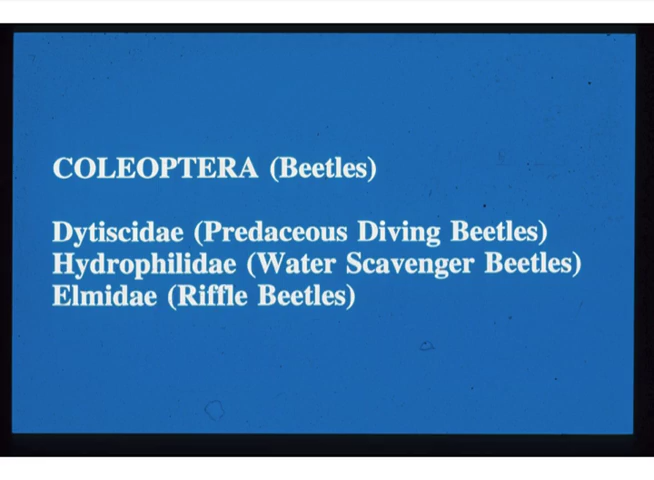 COLEOPTERA (Beetles)
Dytiscidae (Predaceous Diving Beetles)
Hydrophilidae (Water Scavenger Beetles)
Elmidae (Riffle Beetles)